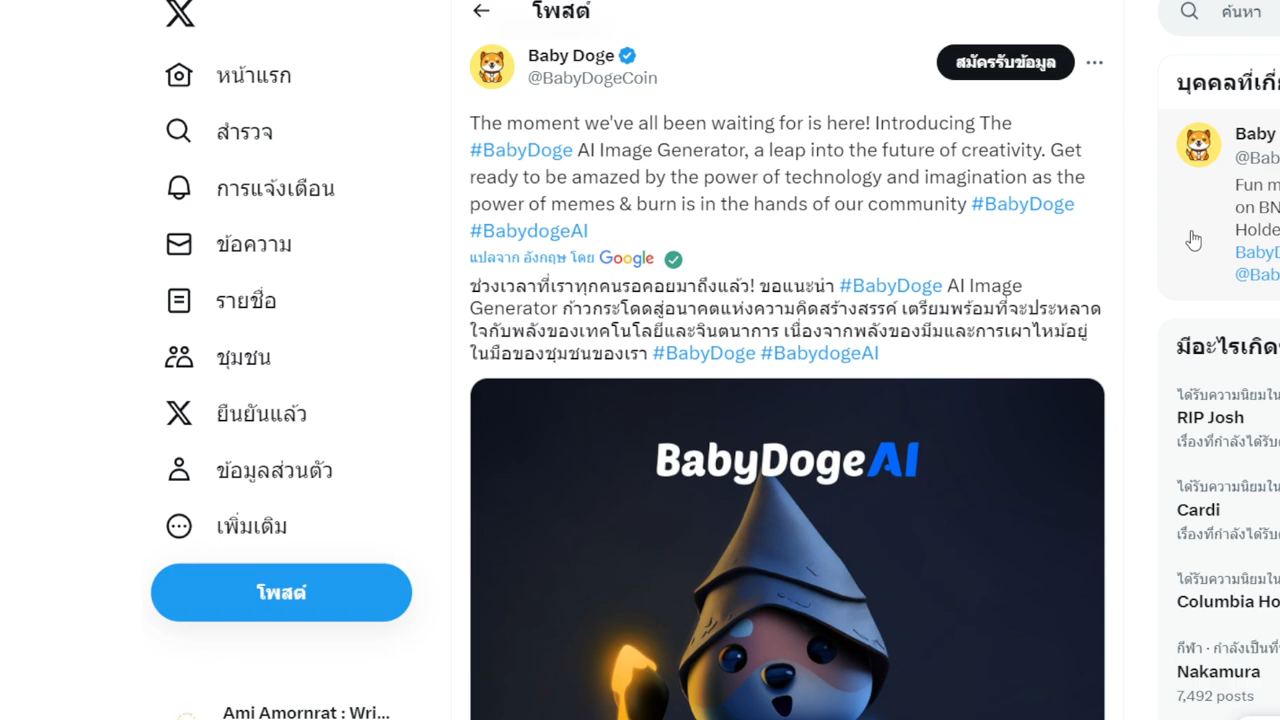 หน้าแรก
สำรวจ
การแจ้งเตือน
ข้อความ
รายชื่อ
ชุมชน
ยืนยันแล้ว
ข้อมูลส่วนตัว
เพิ่มเติม
โพสต์
Ami Amornrat : Wri...
โพสต์
Baby Doge
@BabyDogeCoin
สมัครรับข้อมูล
The moment we've all been waiting for is here! Introducing The
#BabyDoge AI Image Generator, a leap into the future of creativity. Get
ready to be amazed by the power of technology and imagination as the
power of memes & burn is in the hands of our community #BabyDoge
#BabydogeAI
แปลจาก อังกฤษ โดย Google
ช่วงเวลาที่เราทุกคนรอคอยมาถึงแล้ว! ขอแนะนำ #BabyDoge AI Image
Generator ก้าวกระโดดสู่อนาคตแห่งความคิดสร้างสรรค์ เตรียมพร้อมที่จะประหลาด
ใจกับพลังของเทคโนโลยีและจินตนาการ เนื่องจากพลังของมีมและการเผาไหม้อยู่
ในมือของชุมชนของเรา #BabyDoge #BabydogeAI
BabyDogeAI
ค้นหา
บุคคลที่เกี่
Baby
@Bab
Fun m
on BN
Holde
BabyD
@Bab
มีอะไรเกิด
ได้รับความนิยมใน
RIP Josh
เรื่องที่กำลังได้รับ
ได้รับความนิยมใน
Cardi
เรื่องที่กำลังได้รับ
ได้รับความนิยมใน
Columbia Ho
กีฬา · กำลังเป็นที่
Nakamura
7,492 posts